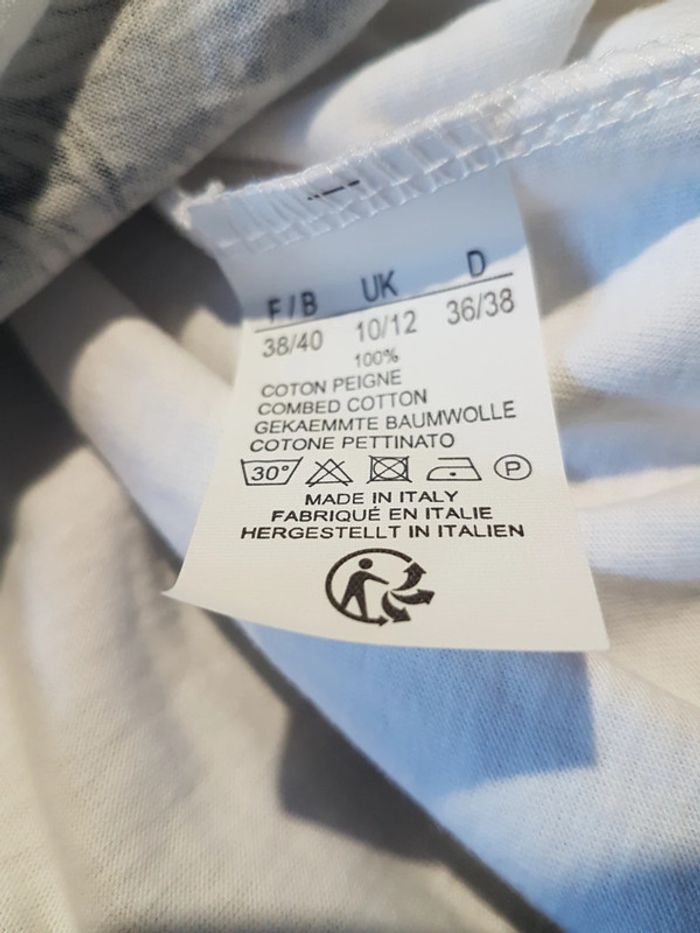 F/B UK D
38/40 10/12 36/38
100%
COTON PEIGNE
COMBED COTTON
GEKAEMMTE BAUMWOLLE
COTONE PETTINATO
30° P
MADE IN ITALY
FABRIQUÉ EN ITALIE
HERGESTELLT IN ITALIEN